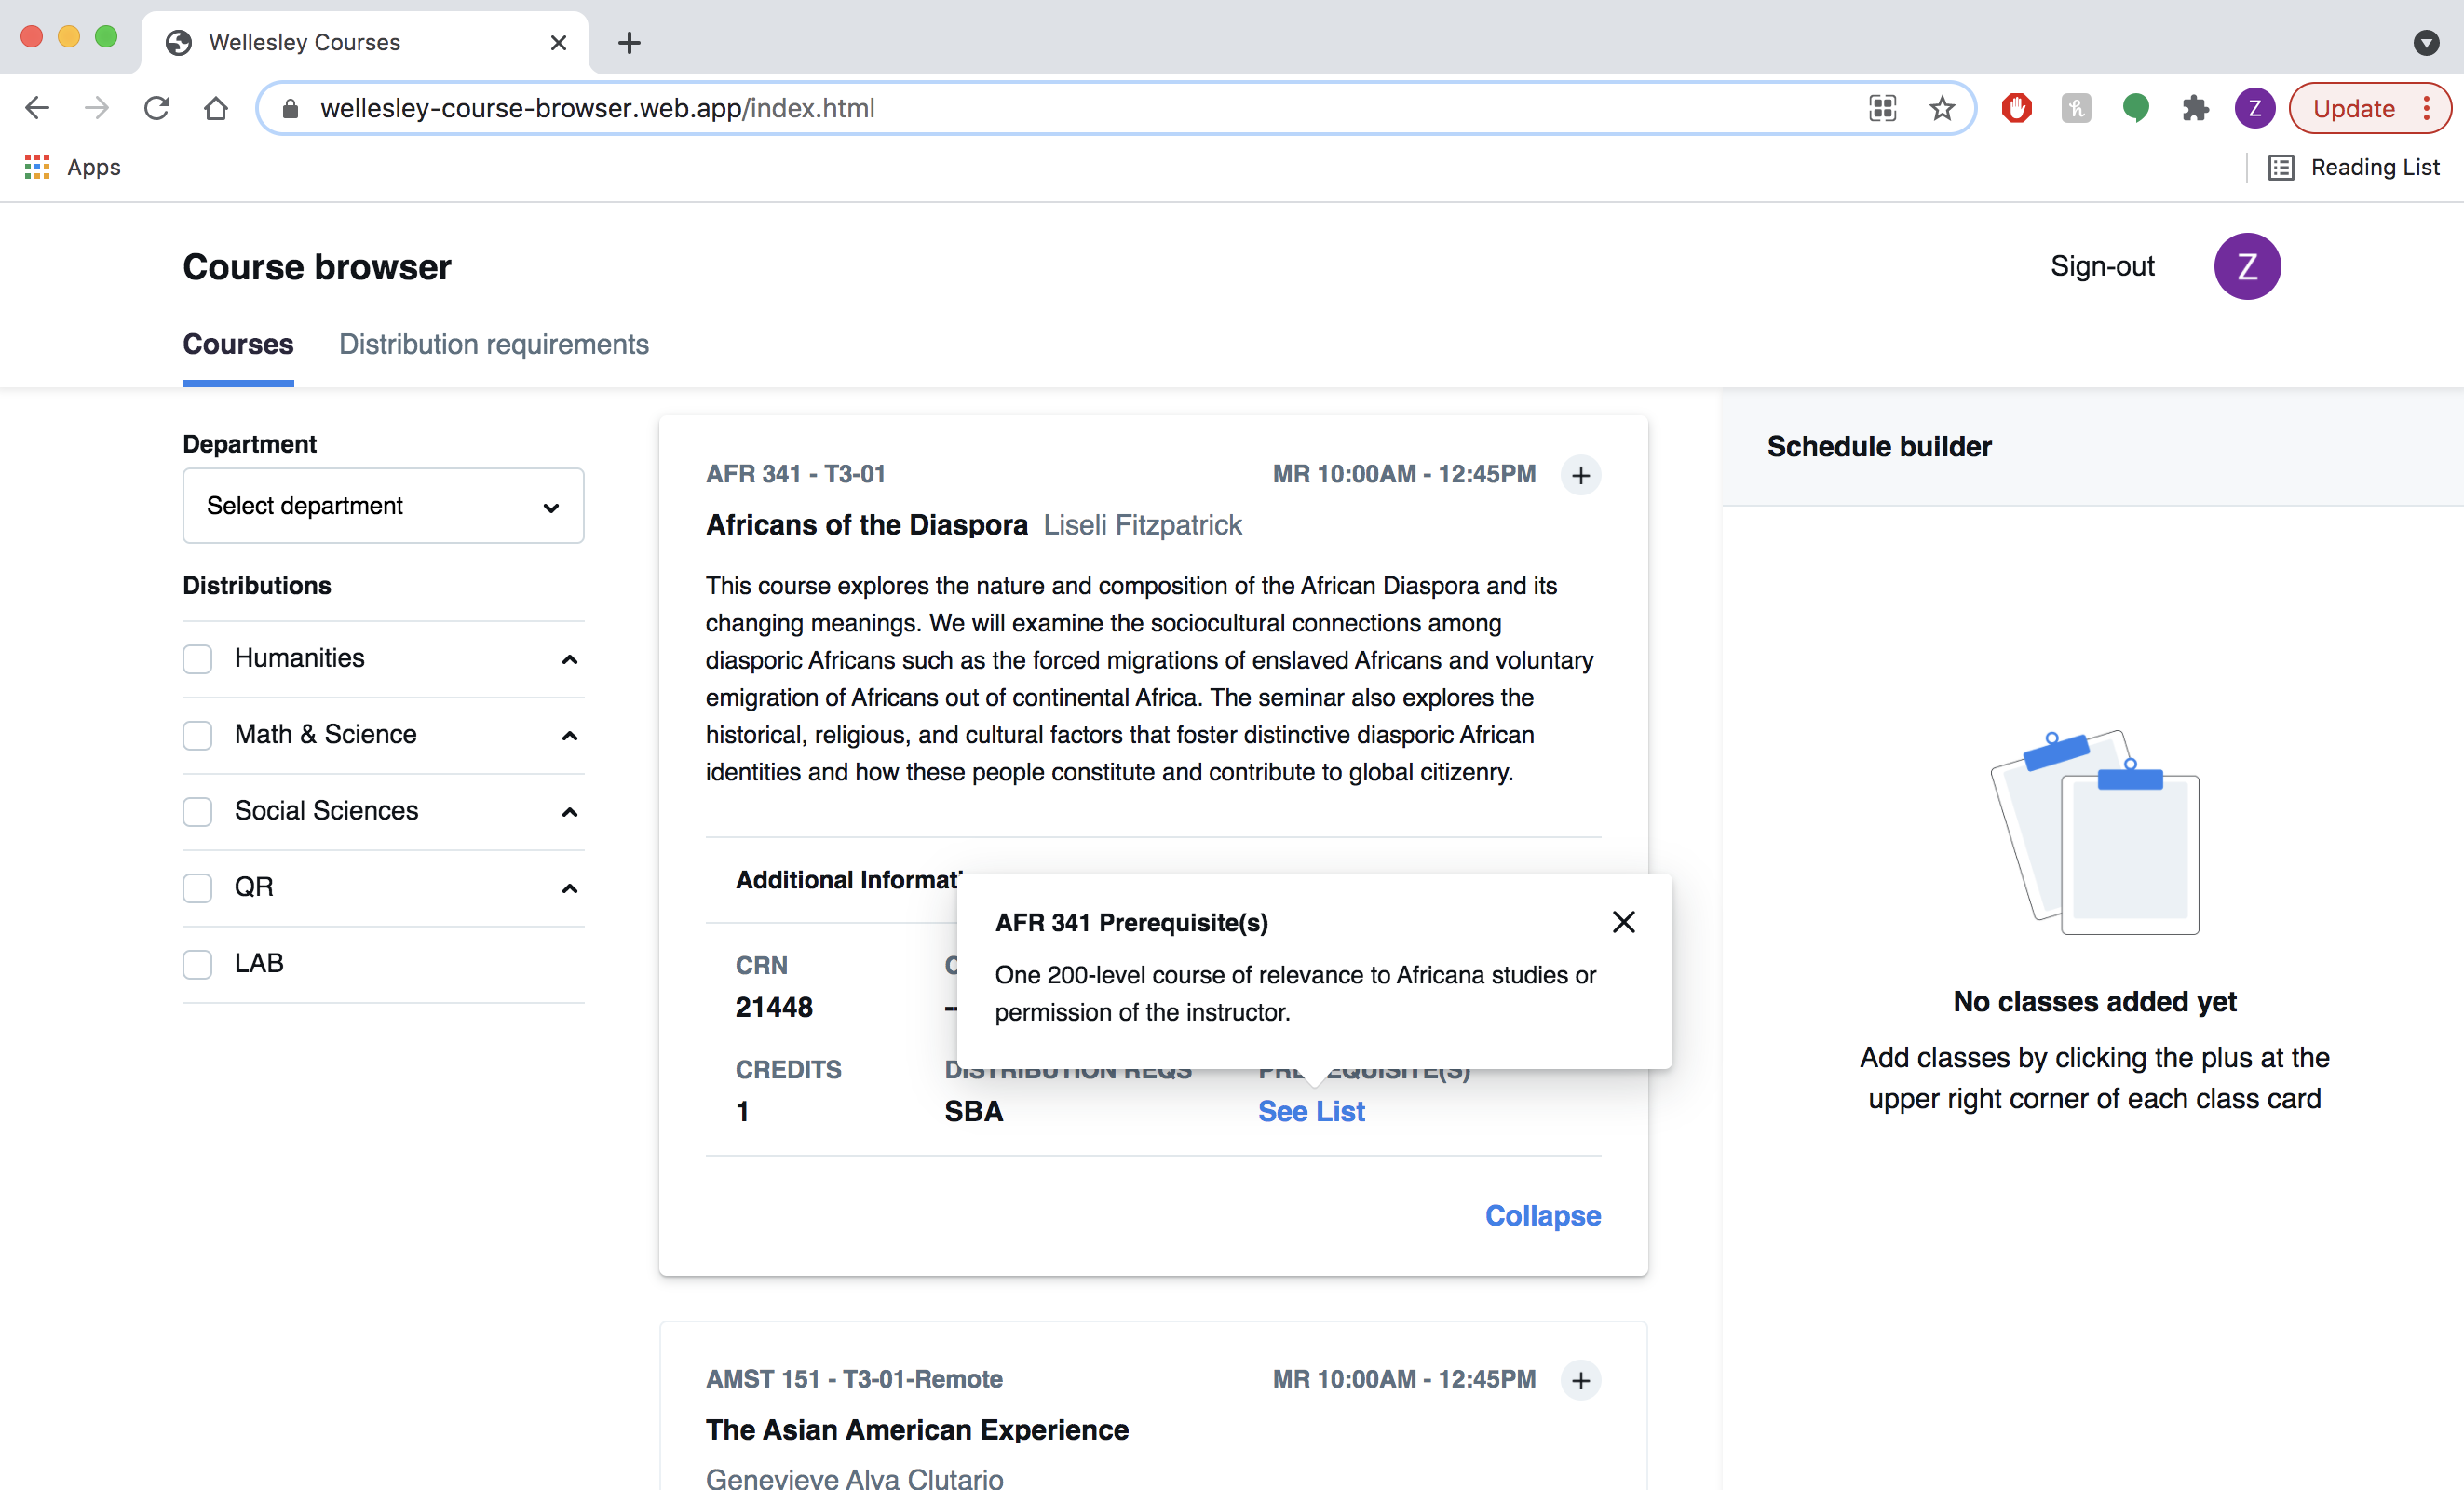 Wellesley Courses
wellesley-course-browser.web.app/index.html
Z
Update
Apps
Reading List
Course browser
Sign-out
Z
Courses
Distribution requirements
Department
Select department
Distributions
Humanities
Math & Science
Social Sciences
QR
LAB
AFR 341 - T3-01
MR 10:00AM - 12:45PM
Africans of the Diaspora Liseli Fitzpatrick
This course explores the nature and composition of the African Diaspora and its
changing meanings. We will examine the sociocultural connections among
diasporic Africans such as the forced migrations of enslaved Africans and voluntary
emigration of Africans out of continental Africa. The seminar also explores the
historical, religious, and cultural factors that foster distinctive diasporic African
identities and how these people constitute and contribute to global citizenry.
Additional
AFR 341 Prerequisite(s)
One 200-level course of relevance to Africana studies or
permission of the instructor.
CRN
21448
CREDITS
DISTRIBUTION REQS
1
SBA
See List
Collapse
AMST 151 - T3-01-Remote
MR 10:00AM - 12:45PM
The Asian American Experience
Genevieve Alva Clutario
Schedule builder
No classes added yet
Add classes by clicking the plus at the
upper right corner of each class card